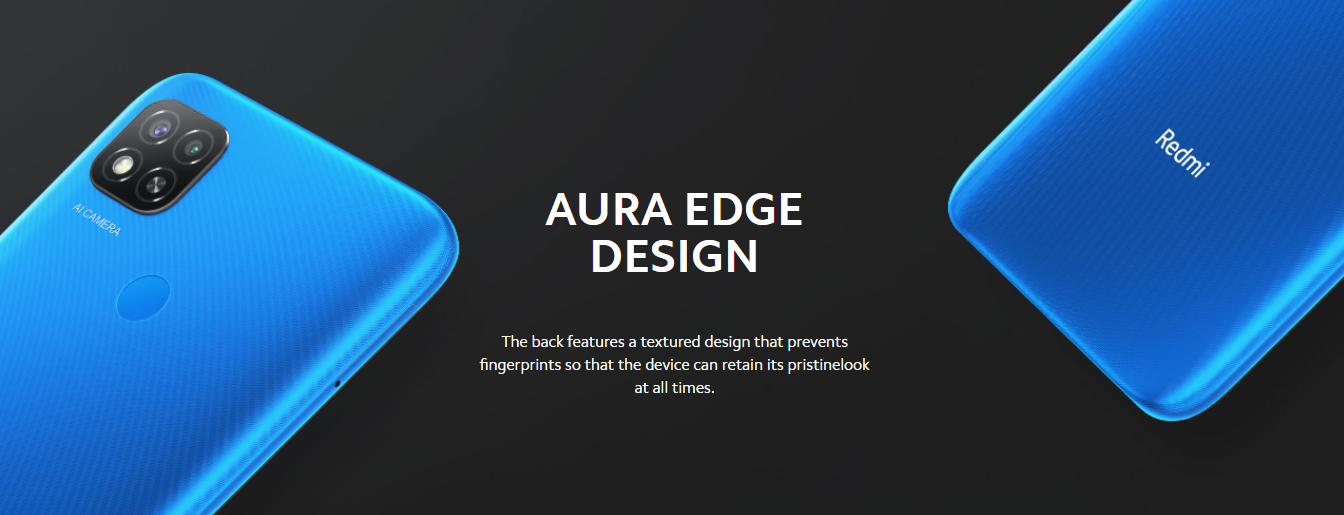 AI CAMERA
Redmi
AURA EDGE
DESIGN
The back features a textured design that prevents
fingerprints so that the device can retain its pristinelook
at all times.